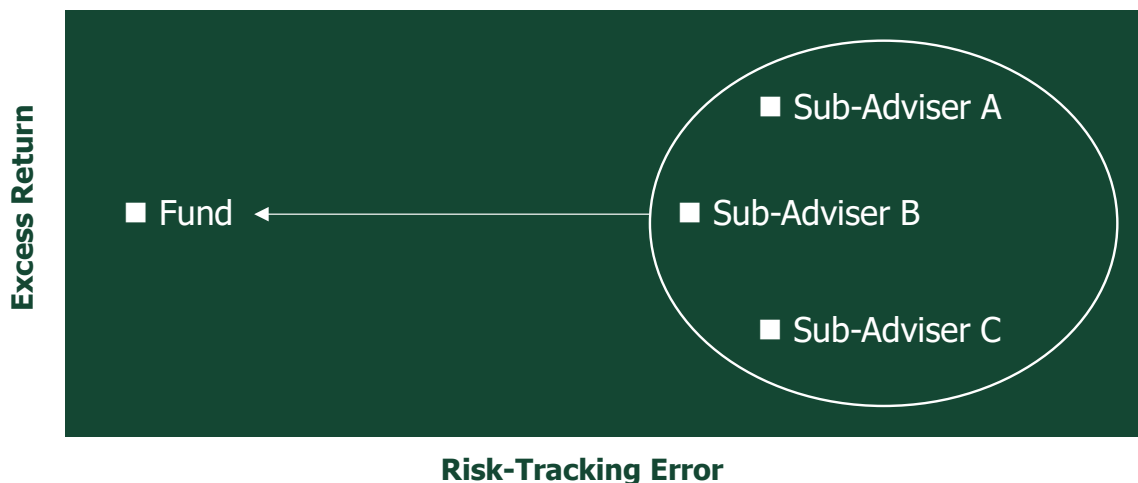 Excess Return
Sub-Adviser A
Fund
Sub-Adviser B
Sub-Adviser C
Risk-Tracking Error